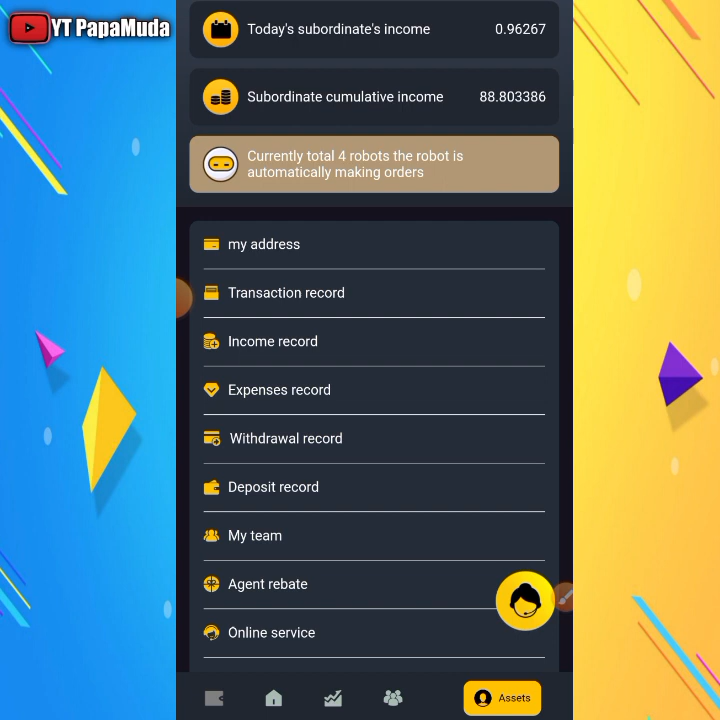 YT PapaMuda
Today's subordinate's income 0.96267
Subordinate cumulative income 88.803386
Currently total 4 robots the robot is
automatically making orders
my address
Transaction record
Income record
Expenses record
Withdrawal record
Deposit record
My team
Agent rebate
Online service
Assets